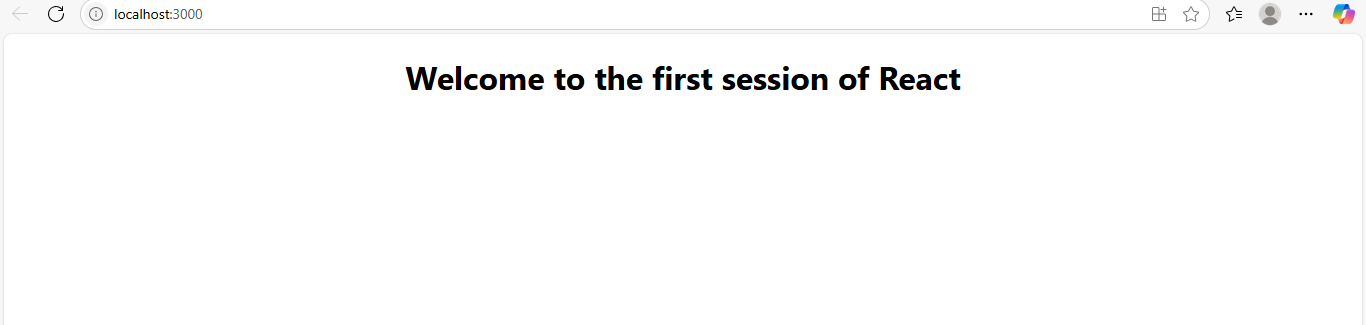 localhost:3000
Welcome to the first session of React